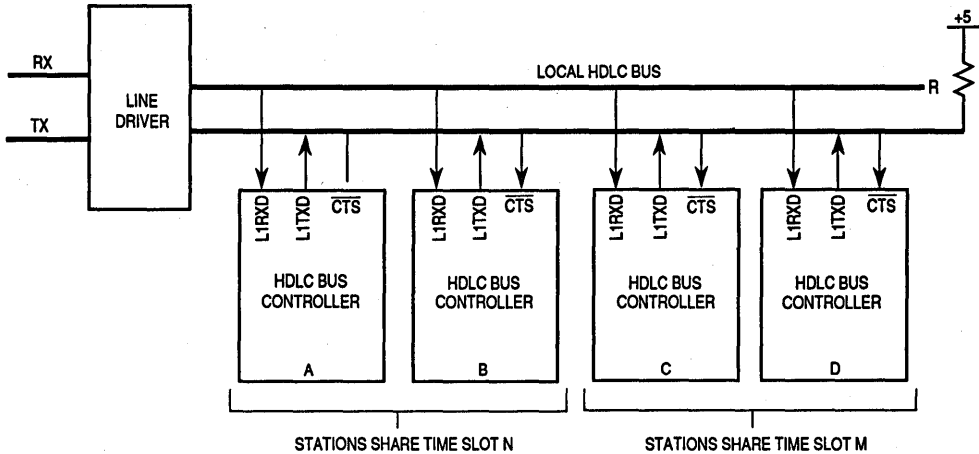 +5
RX
LOCAL HDLC BUS
R
LINE
DRIVER
TX
L1RXD
L1TXD
CTS
L1RXD
L1TXD
CTS
L1RXD
L1TXD
CTS
L1RXD
L1TXD
CTS
HDLC BUS
CONTROLLER
HDLC BUS
CONTROLLER
HDLC BUS
CONTROLLER
HDLC BUS
CONTROLLER
A
B
C
D
STATIONS SHARE TIME SLOT N
STATIONS SHARE TIME SLOT M